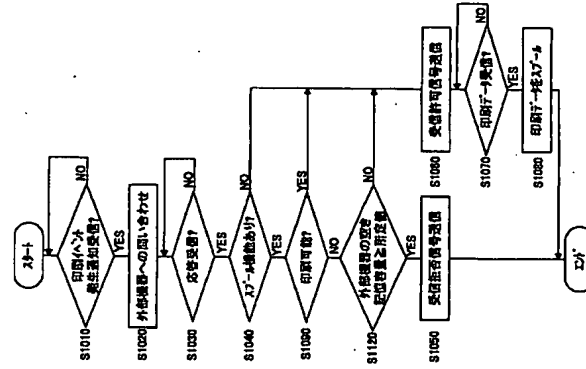 スタート
印刷イベント
発生通知受信?
NO
S1010
YES
外部機器への問い合わせ
S1020
応答受信?
NO
S1030
YES
スプール機能あり?
NO
S1040
YES
印刷可能?
YES
S1090
NO
外部機器の空き
記憶容量≧所定値
NO
S1120
YES
受信拒否信号送信
S1050
受信許可信号送信
S1060
印刷データ受信?
NO
S1070
YES
印刷データをスプール
S1080
エンド